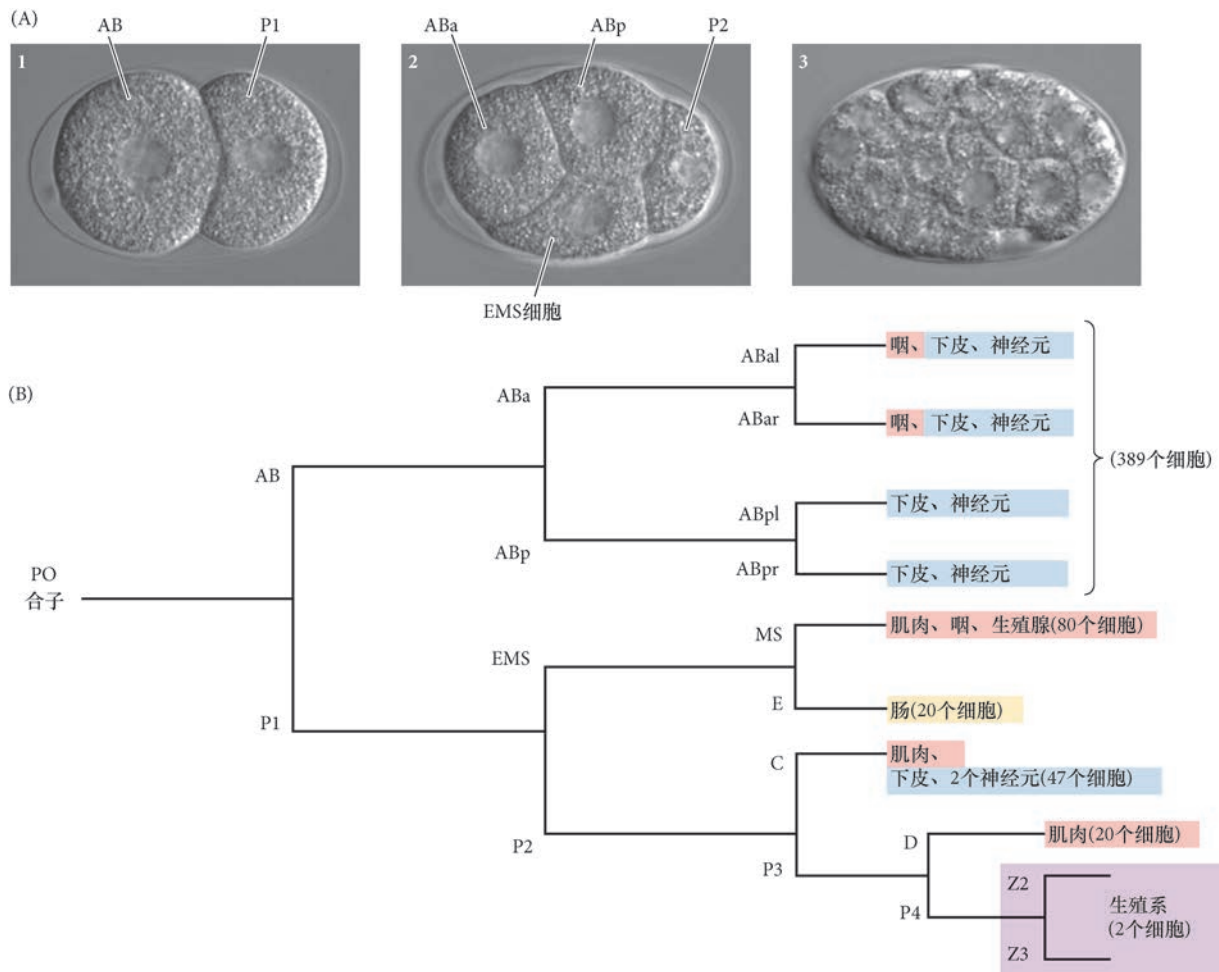 (A)
AB
P1
ABa
ABp
P2
1
2
3
EMS细胞
(B)
ABal
咽、下皮、神经元
ABa
ABar
咽、下皮、神经元
(389个细胞)
AB
ABpl
下皮、神经元
ABp
ABpr
下皮、神经元
PO
合子
MS
肌肉、咽、生殖腺(80个细胞)
EMS
E
肠(20个细胞)
P1
C
肌肉、
下皮、2个神经元(47个细胞)
P2
D
肌肉(20个细胞)
P3
Z2
P4
生殖系
(2个细胞)
Z3